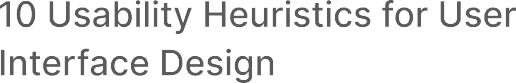 10 Usability Heuristics for User
Interface Design